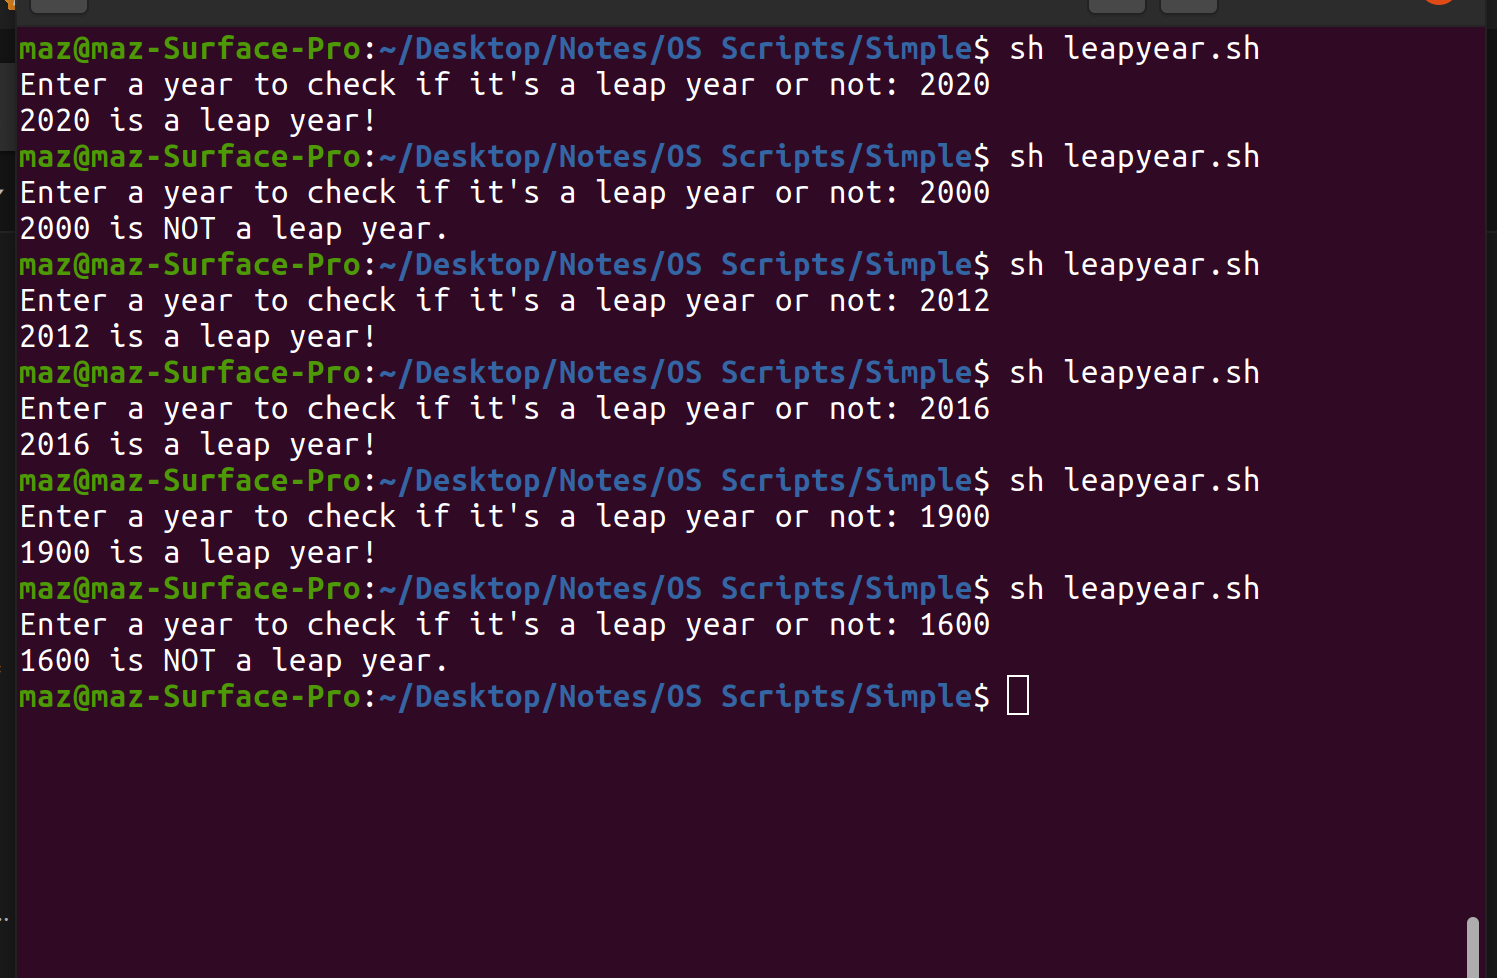 maz@maz-Surface-Pro:~/Desktop/Notes/OS Scripts/Simple$ sh leapyear.sh
Enter a year to check if it's a leap year or not: 2020
2020 is a leap year!
maz@maz-Surface-Pro:~/Desktop/Notes/OS Scripts/Simple$ sh leapyear.sh
Enter a year to check if it's a leap year or not: 2000
2000 is NOT a leap year.
maz@maz-Surface-Pro:~/Desktop/Notes/OS Scripts/Simple$ sh leapyear.sh
Enter a year to check if it's a leap year or not: 2012
2012 is a leap year!
maz@maz-Surface-Pro:~/Desktop/Notes/OS Scripts/Simple$ sh leapyear.sh
Enter a year to check if it's a leap year or not: 2016
2016 is a leap year!
maz@maz-Surface-Pro:~/Desktop/Notes/OS Scripts/Simple$ sh leapyear.sh
Enter a year to check if it's a leap year or not: 1900
1900 is a leap year!
maz@maz-Surface-Pro:~/Desktop/Notes/OS Scripts/Simple$ sh leapyear.sh
Enter a year to check if it's a leap year or not: 1600
1600 is NOT a leap year.
maz@maz-Surface-Pro:~/Desktop/Notes/OS Scripts/Simple$